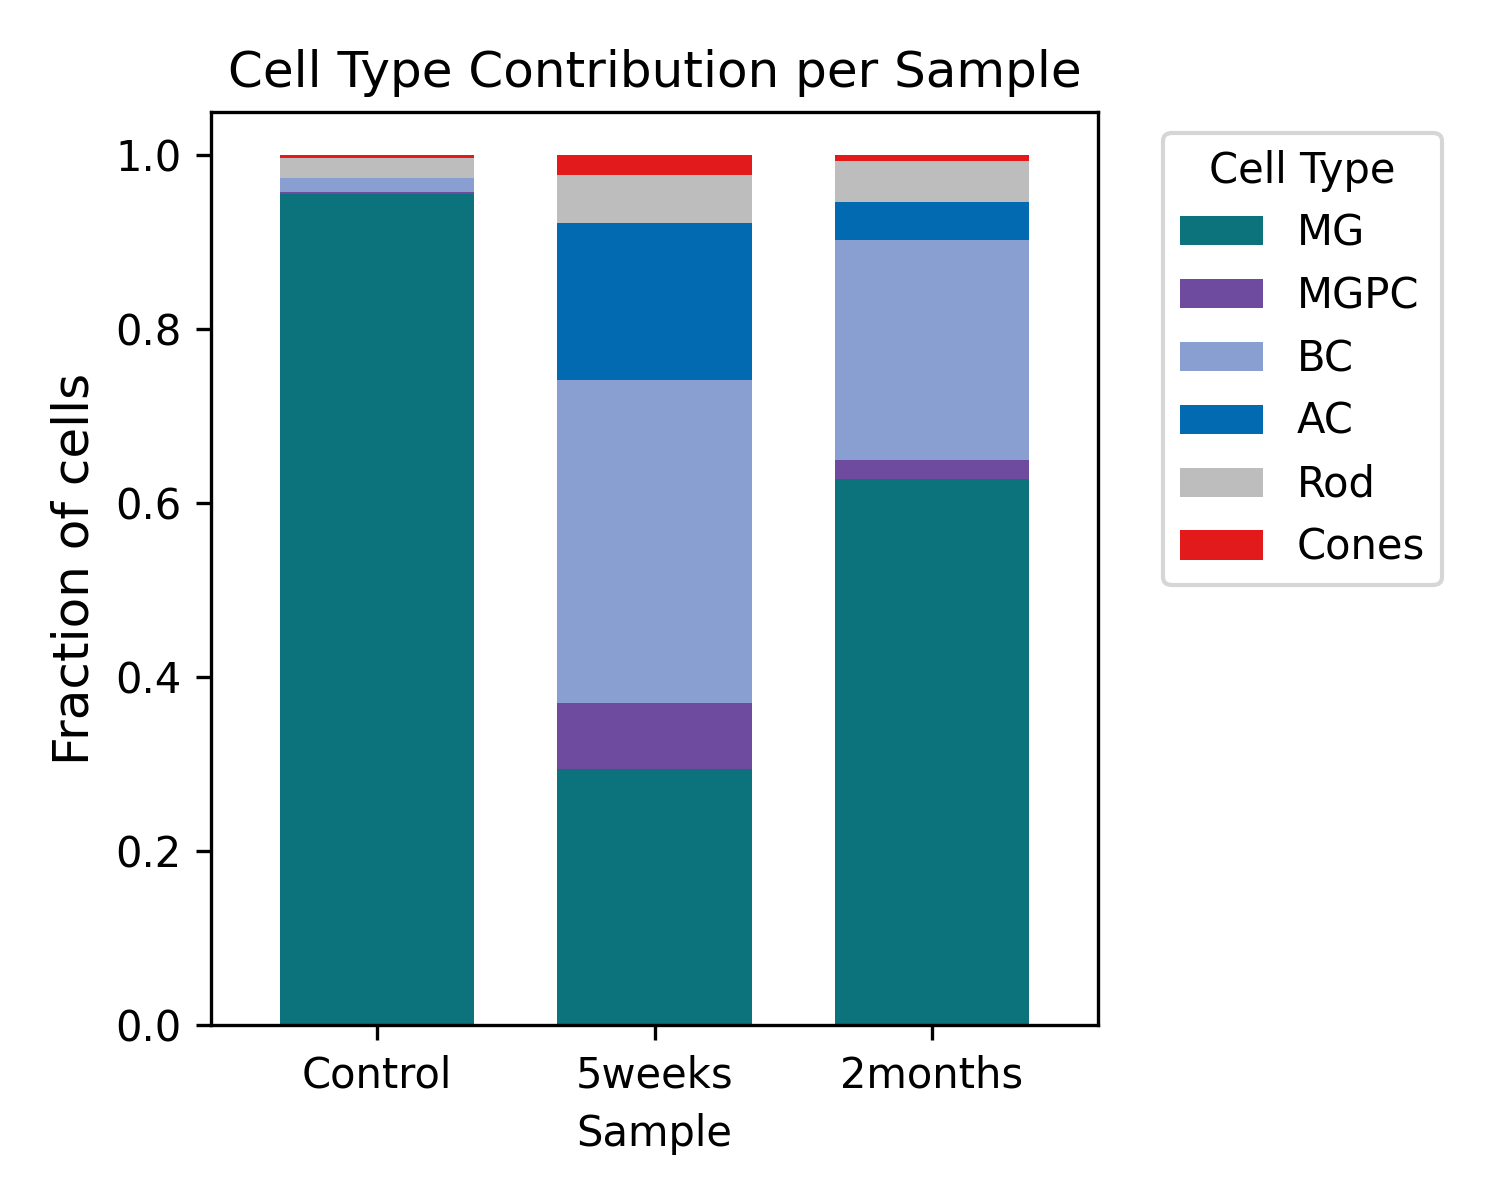 Cell Type Contribution per Sample
Fraction of cells
1.0
0.8
0.6
0.4
0.2
0.0
Control
5weeks
2months
Sample
Cell Type
MG
MGPC
BC
AC
Rod
Cones